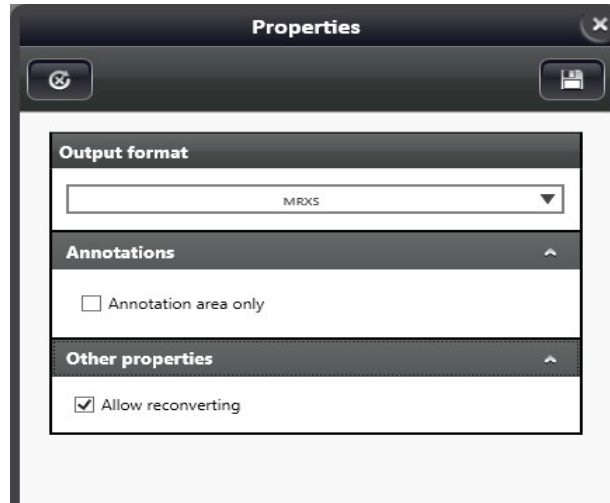 Properties
Output format
MRXS
Annotations
Annotation area only
Other properties
Allow reconverting